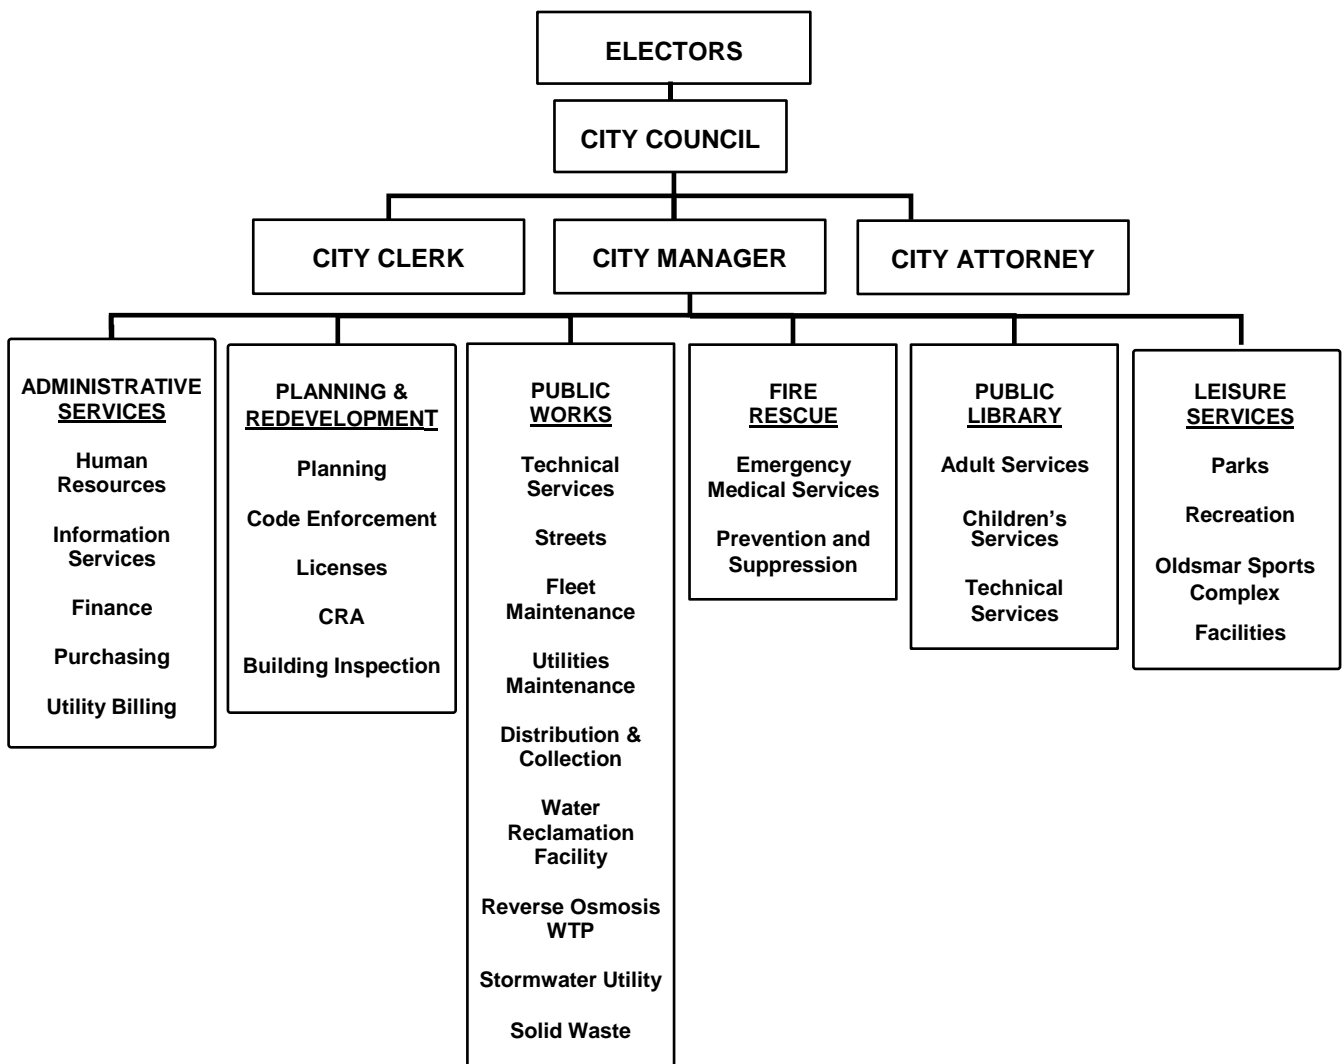 ELECTORS
CITY COUNCIL
CITY CLERK
CITY MANAGER
CITY ATTORNEY
ADMINISTRATIVE
SERVICES
Human
Resources
Information
Services
Finance
Purchasing
Utility Billing
PLANNING &
REDEVELOPMENT
Planning
Code Enforcement
Licenses
CRA
Building Inspection
PUBLIC
WORKS
Technical
Services
Streets
Fleet
Maintenance
Utilities
Maintenance
Distribution &
Collection
Water
Reclamation
Facility
Reverse Osmosis
WTP
Stormwater Utility
Solid Waste
FIRE
RESCUE
Emergency
Medical Services
Prevention and
Suppression
PUBLIC
LIBRARY
Adult Services
Children’s
Services
Technical
Services
LEISURE
SERVICES
Parks
Recreation
Oldsmar Sports
Complex
Facilities